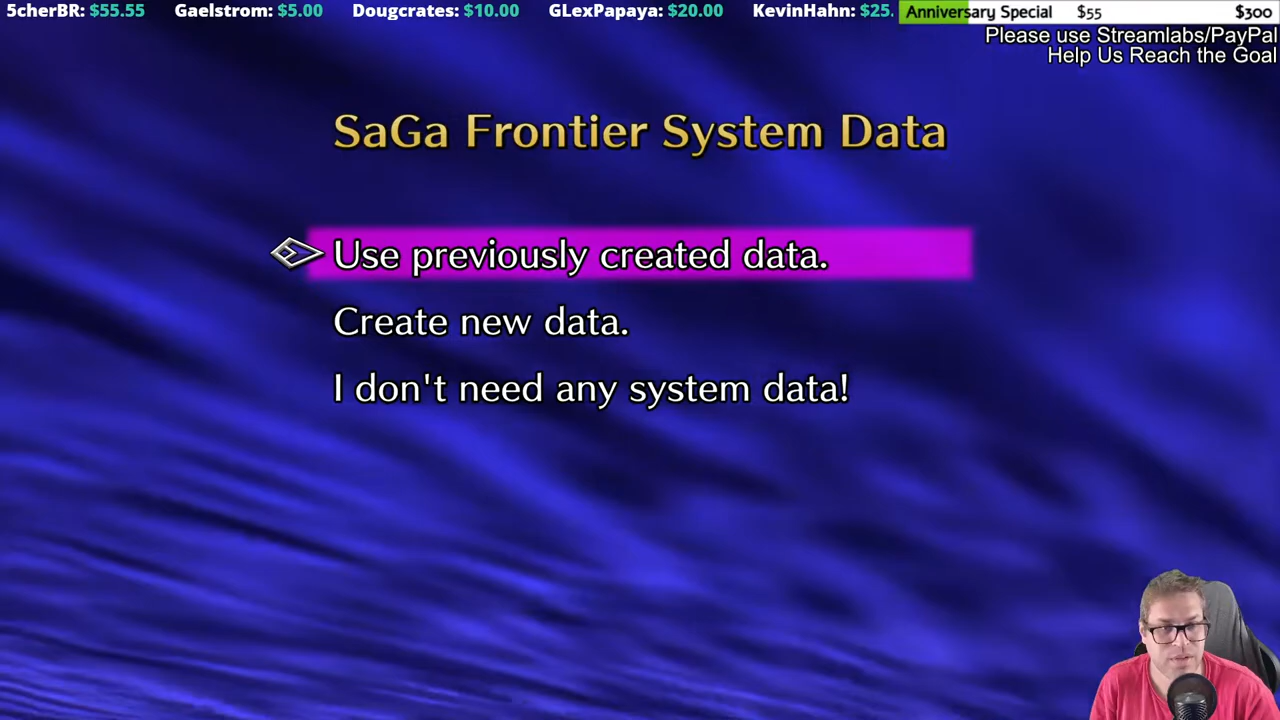 5cherBR: $55.55 Gaelstrom: $5.00 Dougcrates: $10.00 GLexPapaya: $20.00 KevinHahn: $25.
Anniversary Special $55 $300
Please use Streamlabs/PayPal
Help Us Reach the Goal
SaGa Frontier System Data
Use previously created data.
Create new data.
I don't need any system data!